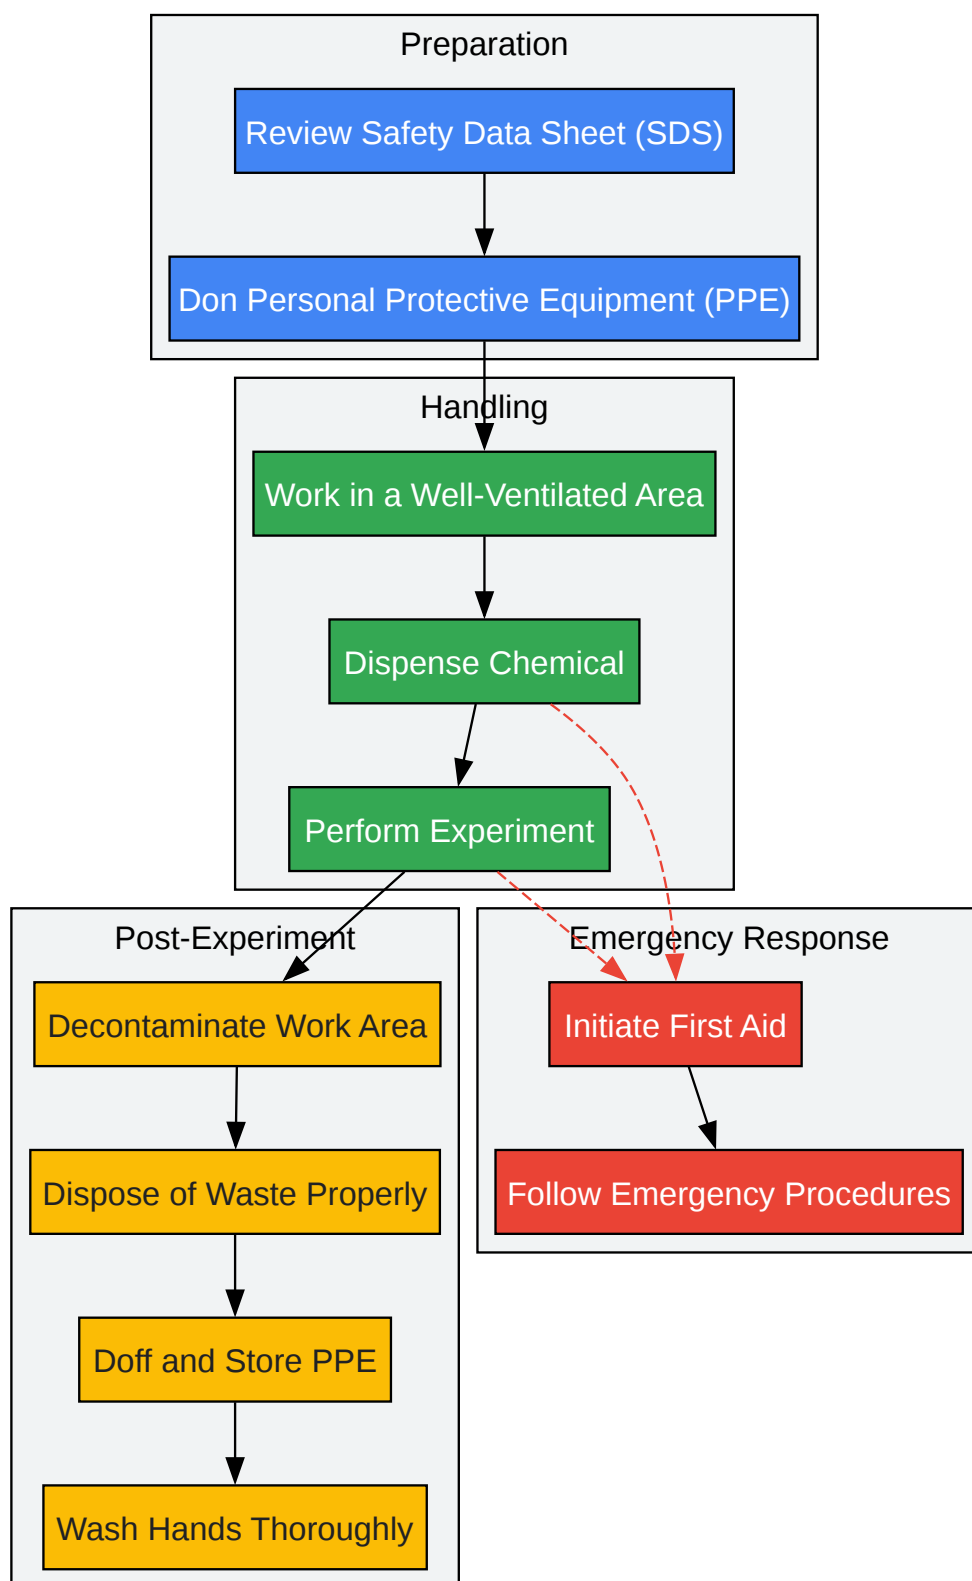 Preparation
Review Safety Data Sheet (SDS)
Don Personal Protective Equipment (PPE)
Handling
Work in a Well-Ventilated Area
Dispense Chemical
Perform Experiment
Post-Experiment
Decontaminate Work Area
Dispose of Waste Properly
Doff and Store PPE
Wash Hands Thoroughly
Emergency Response
Initiate First Aid
Follow Emergency Procedures